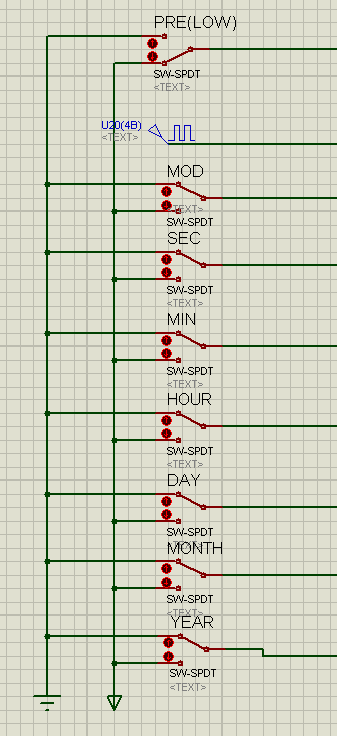 PRE(LOW)
SW-SPDT
<TEXT>
U20(4B)
<TEXT>
MOD
<TEXT>
SW-SPDT
SEC
SW-SPDT
<TEXT>
MIN
SW-SPDT
<TEXT>
HOUR
SW-SPDT
<TEXT>
DAY
SW-SPDT
<TEXT>
MONTH
SW-SPDT
<TEXT>
YEAR
SW-SPDT
<TEXT>